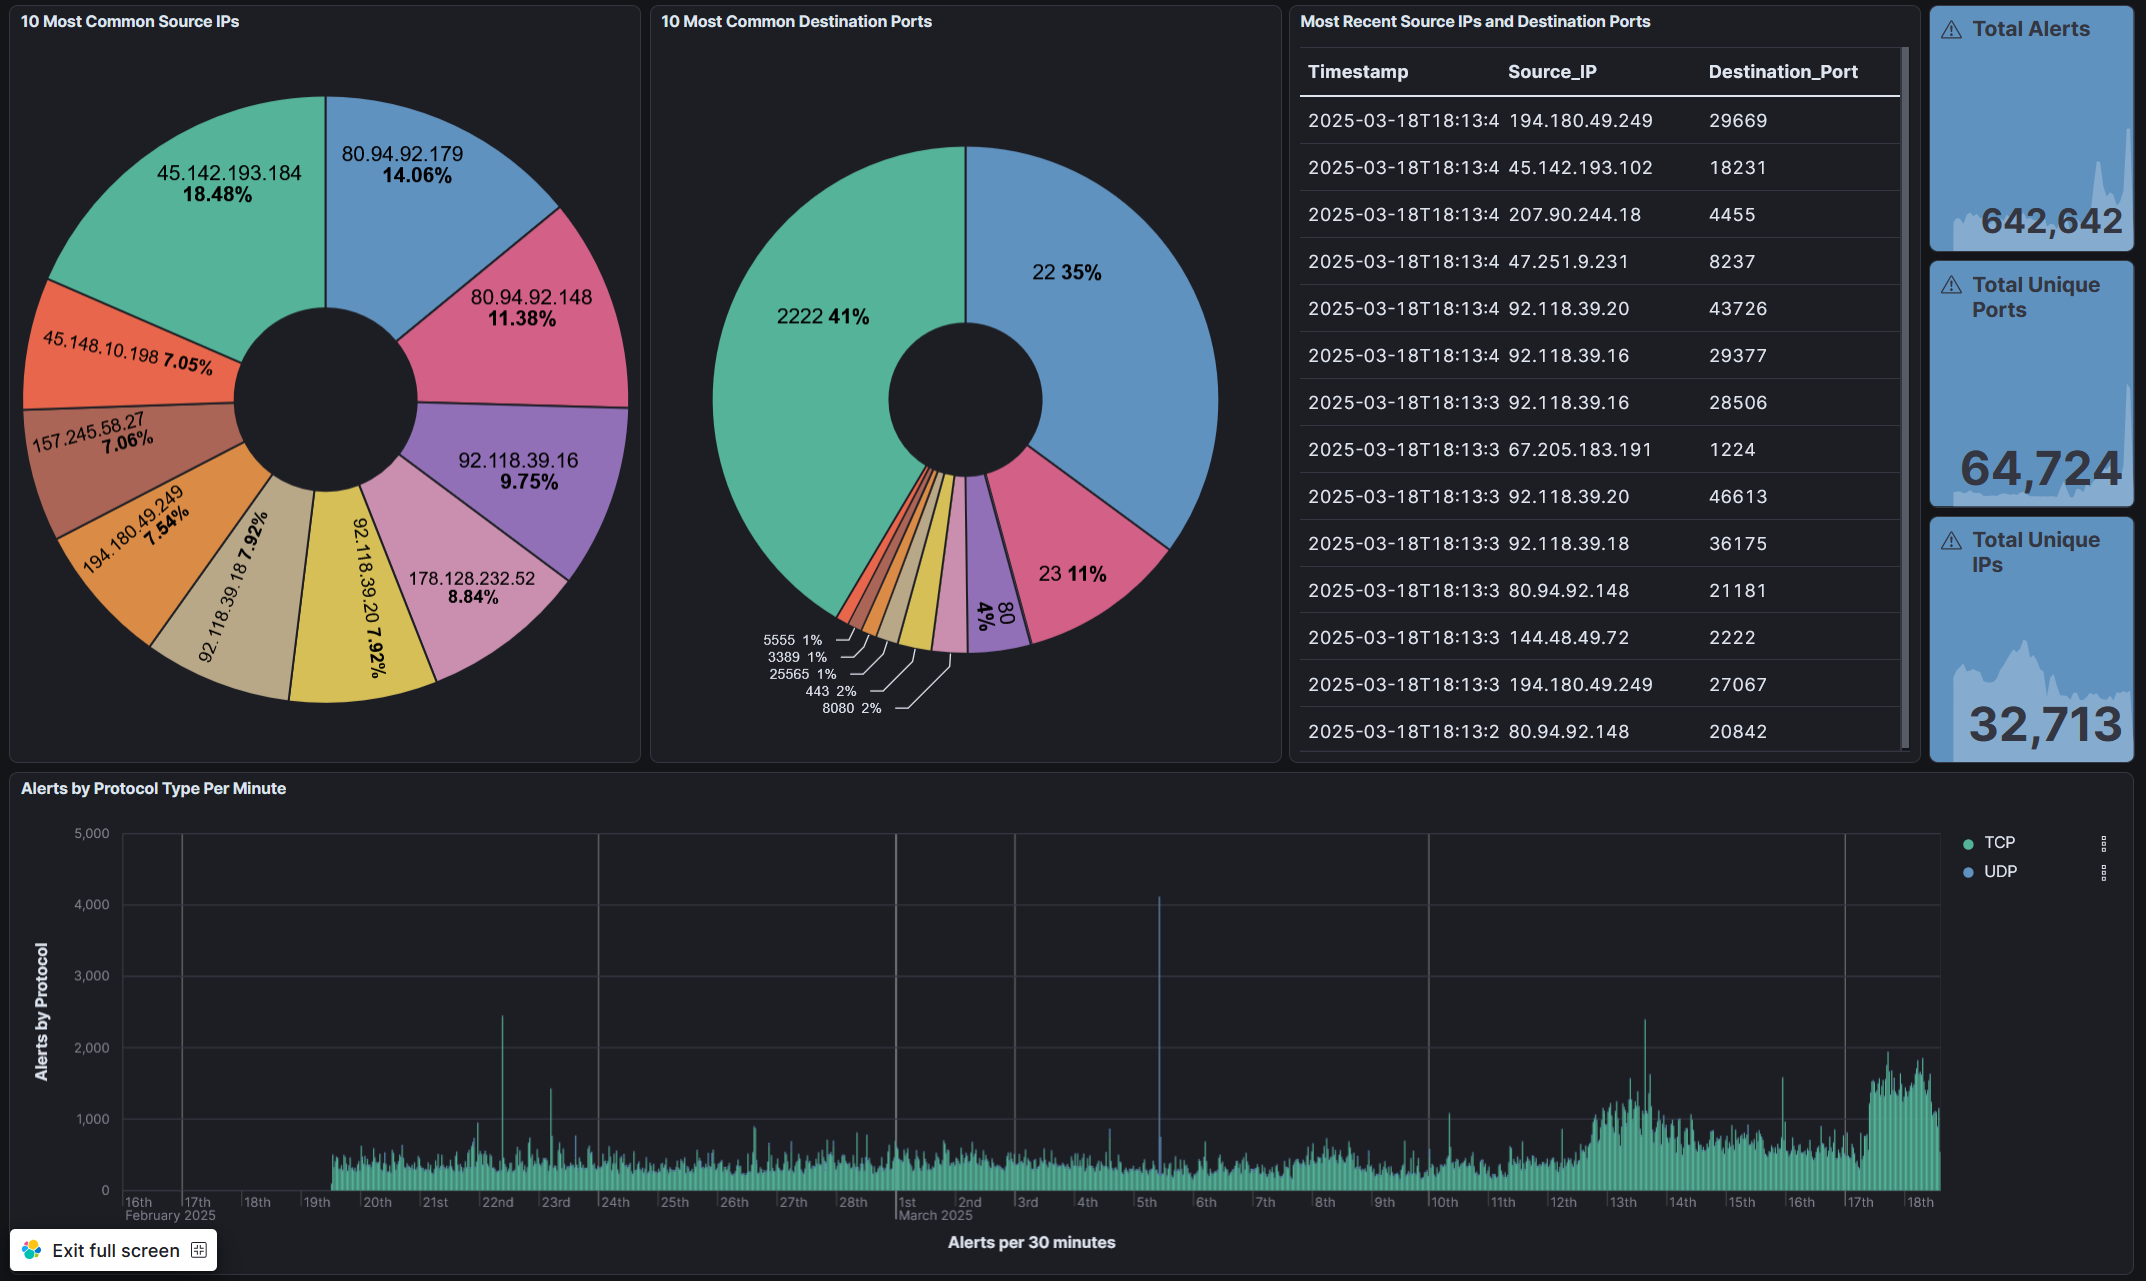 10 Most Common Source IPs
80.94.92.179
14.06%
80.94.92.148
11.38%
92.118.39.16
9.75%
178.128.232.52
8.84%
92.118.39.20 7.92%
92.118.39.18 7.92%
194.180.49.249
7.54%
157.245.58.27
7.06%
45.148.10.198 7.05%
45.142.193.184
18.48%
10 Most Common Destination Ports
22 35%
23 11%
80
4%
8080 2%
443 2%
25565 1%
3389 1%
5555 1%
2222 41%
Most Recent Source IPs and Destination Ports
Timestamp Source_IP Destination_Port
2025-03-18T18:13:4 194.180.49.249 29669
2025-03-18T18:13:4 45.142.193.102 18231
2025-03-18T18:13:4 207.90.244.18 4455
2025-03-18T18:13:4 47.251.9.231 8237
2025-03-18T18:13:4 92.118.39.20 43726
2025-03-18T18:13:4 92.118.39.16 29377
2025-03-18T18:13:3 92.118.39.16 28506
2025-03-18T18:13:3 67.205.183.191 1224
2025-03-18T18:13:3 92.118.39.20 46613
2025-03-18T18:13:3 92.118.39.18 36175
2025-03-18T18:13:3 80.94.92.148 21181
2025-03-18T18:13:3 144.48.49.72 2222
2025-03-18T18:13:3 194.180.49.249 27067
2025-03-18T18:13:2 80.94.92.148 20842
Total Alerts
642,642
Total Unique
Ports
64,724
Total Unique
IPs
32,713
Alerts by Protocol Type Per Minute
Alerts by Protocol
5,000
4,000
3,000
2,000
1,000
0
16th 17th 18th 19th 20th 21st 22nd 23rd 24th 25th 26th 27th 28th 1st 2nd 3rd 4th 5th 6th 7th 8th 9th 10th 11th 12th 13th 14th 15th 16th 17th 18th
February 2025 March 2025
Alerts per 30 minutes
TCP
UDP
Exit full screen